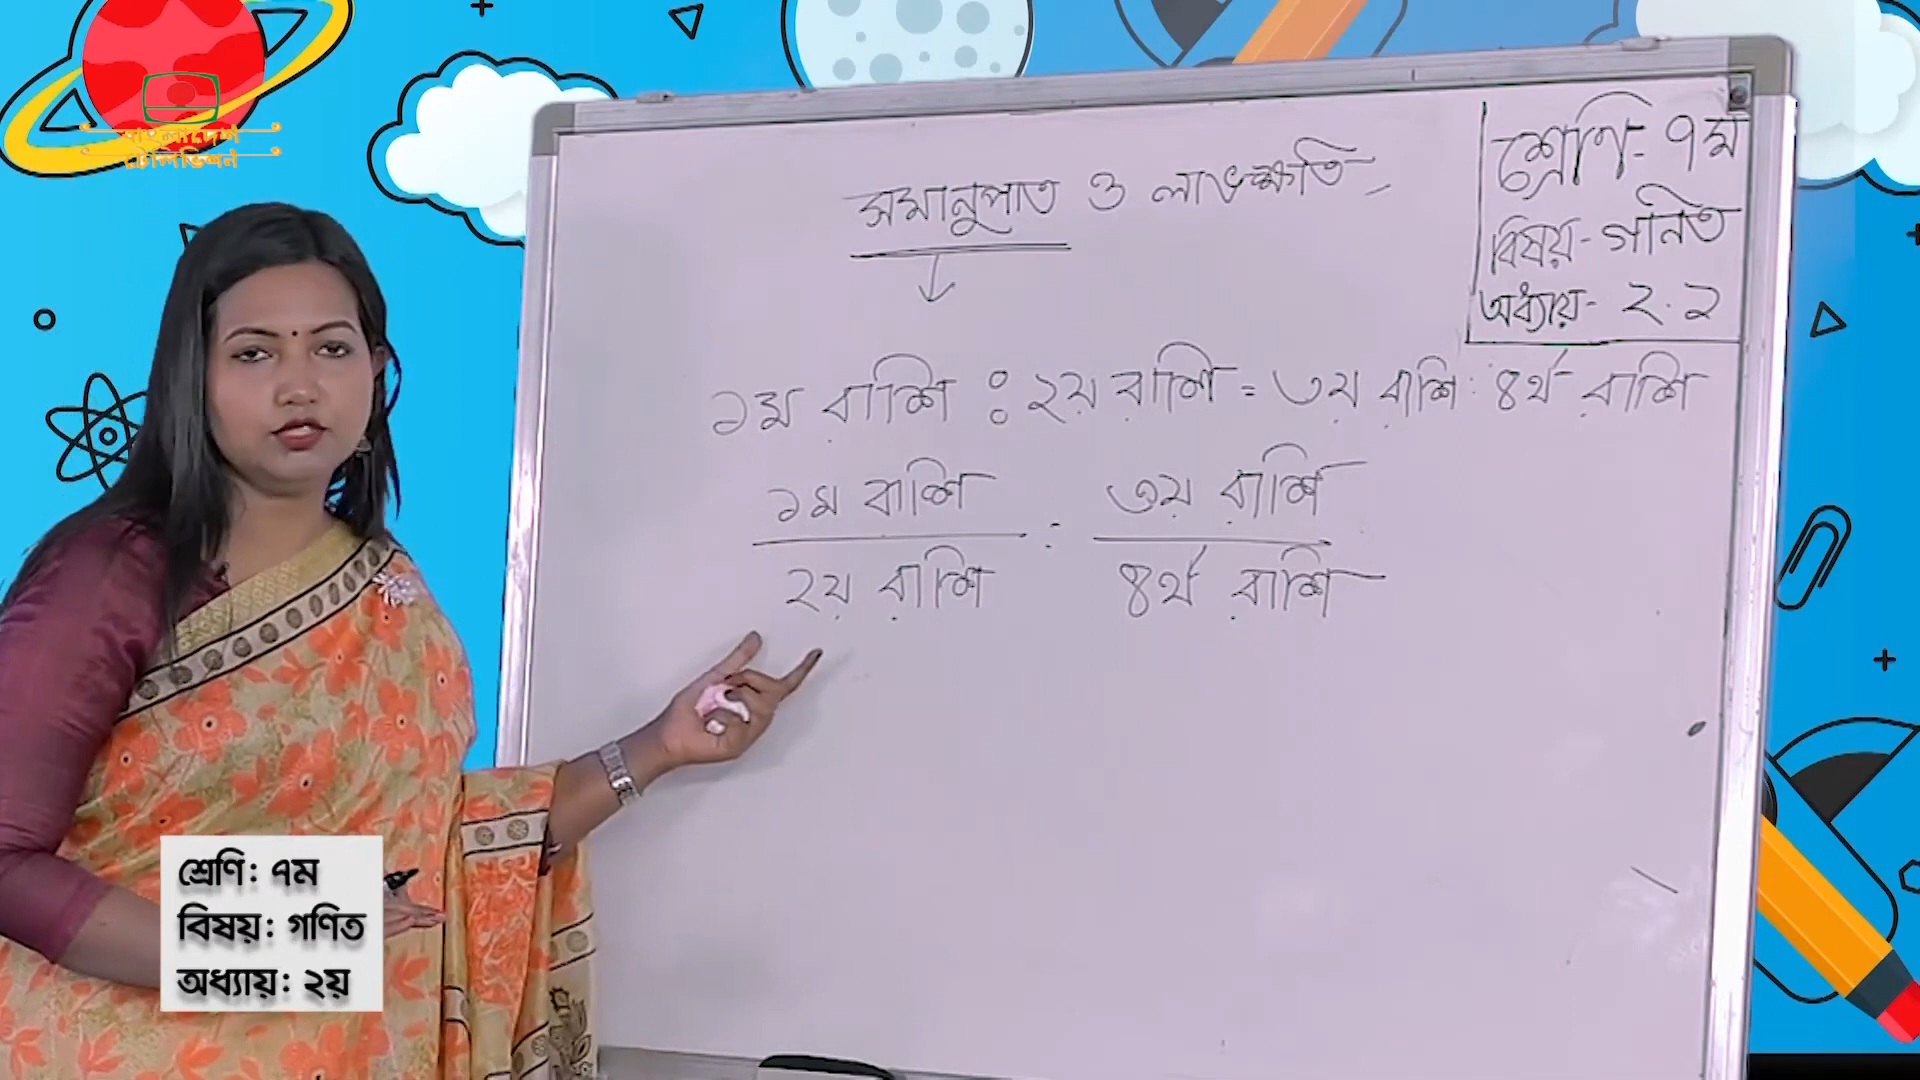 বাংলাদেশ
টেলিভিশন
সমানুপাত ও লাভক্ষতি
শ্রেণি- ৭ম
বিষয়- গনিত
অধ্যায়- ২.২
১ম রাশি : ২য় রাশি = ৩য় রাশি : ৪র্থ রাশি
১ম রাশি = ৩য় রাশি
২য় রাশি ৪র্থ রাশি
শ্রেণি: ৭ম
বিষয়: গণিত
অধ্যায়: ২য়